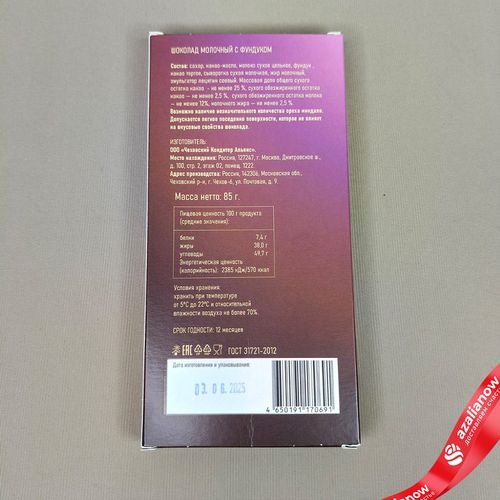 ШОКОЛАД МОЛОЧНЫЙ С ФУНДУКОМ
Состав: сахар, какао-масло, молоко сухое цельное, фундук,
какао тертое, сыворотка сухая молочная, жир молочный,
эмульгатор лецитин соевый. Массовая доля общего сухого
остатка какао – не менее 25 %, сухого обезжиренного остатка
какао – не менее 2,5 %, сухого обезжиренного остатка молока
– не менее 12%, молочного жира – не менее 2,5 %.
Возможно наличие незначительного количества ореха миндаля.
Допускается легкое поседение поверхности, которое не влияет
на вкусовые свойства шоколада.
ИЗГОТОВИТЕЛЬ:
ООО «Чеховский Кондитер Альянс».
Место нахождения: Россия, 127247, г. Москва, Дмитровское ш.,
д. 100, стр. 2, этаж 02, помещ. 1222.
Адрес производства: Россия, 142306, Московская обл.,
Чеховский р-н, г. Чехов-6, ул. Почтовая, д. 9.
Масса нетто: 85 г.
Пищевая ценность 100 г продукта
(средние значения):
белки 7,4 г
жиры 38,0 г
углеводы 49,7 г
Энергетическая ценность
(калорийность): 2385 кДж/570 ккал
Условия хранения:
хранить при температуре
от 5°С до 22°С и относительной
влажности воздуха не более 70%.
СРОК ГОДНОСТИ: 12 месяцев
ЕАС ГОСТ 31721-2012
Дата изготовления и упаковывания:
03. 06. 2025
4 650191 170691
azalianow
доставляем счастье
azalianow